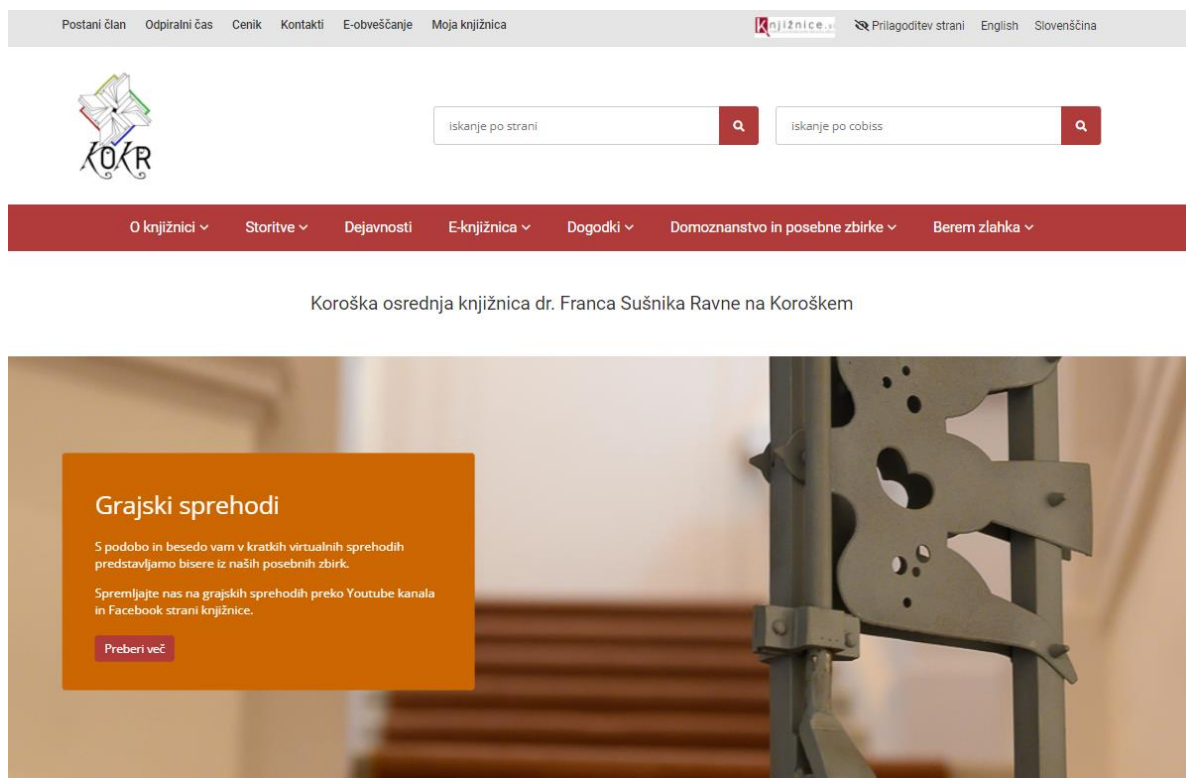 Postani član Odpiralni čas Cenik Kontakti E-obveščanje Moja knjižnica Knjižnice.si Prilagoditev strani English Slovenščina
iskanje po strani iskanje po cobiss
KOKR
O knjižnici Storitve Dejavnosti E-knjižnica Dogodki Domoznanstvo in posebne zbirke Berem zlahka
Koroška osrednja knjižnica dr. Franca Sušnika Ravne na Koroškem
Grajski sprehodi
S podobo in besedo vam v kratkih virtualnih sprehodih
predstavljamo bisere iz naših posebnih zbirk.
Spremljajte nas na grajskih sprehodih preko Youtube kanala
in Facebook strani knjižnice.
Preberi več